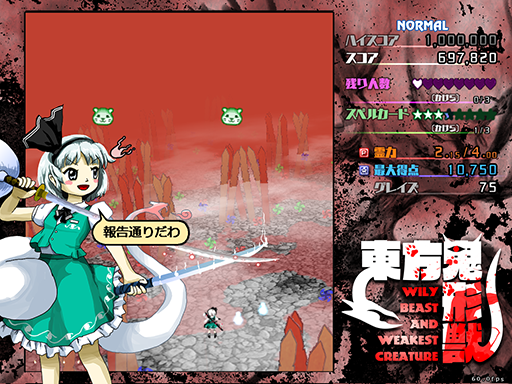 NORMAL
ハイスコア 1,000,000
スコア 697,820
残り人数
(かけら) 0/3
スペルカード
(かけら) 1/3
霊力 2.15/4.00
最大得点 10,750
グレイズ 75
報告通りだわ
東方鬼形獣
WILY
BEAST
AND
WEAKEST
CREATURE
60.0fps